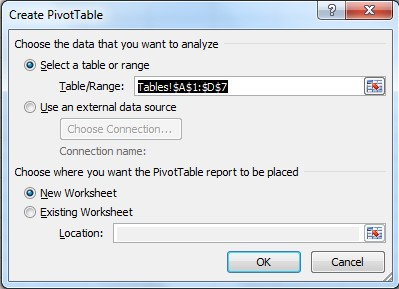 Create PivotTable
Choose the data that you want to analyze
Select a table or range
Table/Range: Tables!$A$1:$D$7
Use an external data source
Choose Connection...
Connection name:
Choose where you want the PivotTable report to be placed
New Worksheet
Existing Worksheet
Location:
OK Cancel